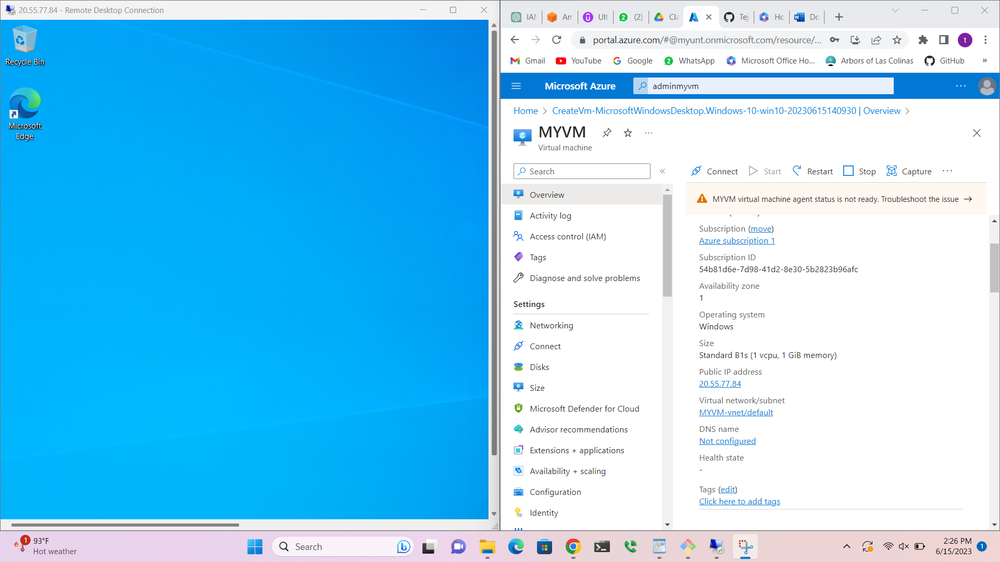 20.55.77.84 - Remote Desktop Connection
Recycle Bin
Microsoft
Edge
IAM
Am
Ult
(2)
Cla
Tej
Ho
Do
portal.azure.com/#@myunt.onmicrosoft.com/resource/...
t
Gmail
YouTube
Google
2
WhatsApp
Microsoft Office Ho...
Arbors of Las Colinas
GitHub
»
Microsoft Azure
adminmyvm
Home > CreateVm-MicrosoftWindowsDesktop.Windows-10-win10-20230615140930 | Overview >
MYVM
Virtual machine
Search
«
Connect
Start
Restart
Stop
Capture
MYVM virtual machine agent status is not ready. Troubleshoot the issue →
Overview
Activity log
Access control (IAM)
Tags
Diagnose and solve problems
Settings
Networking
Connect
Disks
Size
Microsoft Defender for Cloud
Advisor recommendations
Extensions + applications
Availability + scaling
Configuration
Identity
Subscription (move)
Azure subscription 1
Subscription ID
54b81d6e-7d98-41d2-8e30-5b2823b96afc
Availability zone
1
Operating system
Windows
Size
Standard B1s (1 vcpu, 1 GiB memory)
Public IP address
20.55.77.84
Virtual network/subnet
MYVM-vnet/default
DNS name
Not configured
Health state
-
Tags (edit)
Click here to add tags
1
93°F
Hot weather
Search
2:26 PM
6/15/2023
1